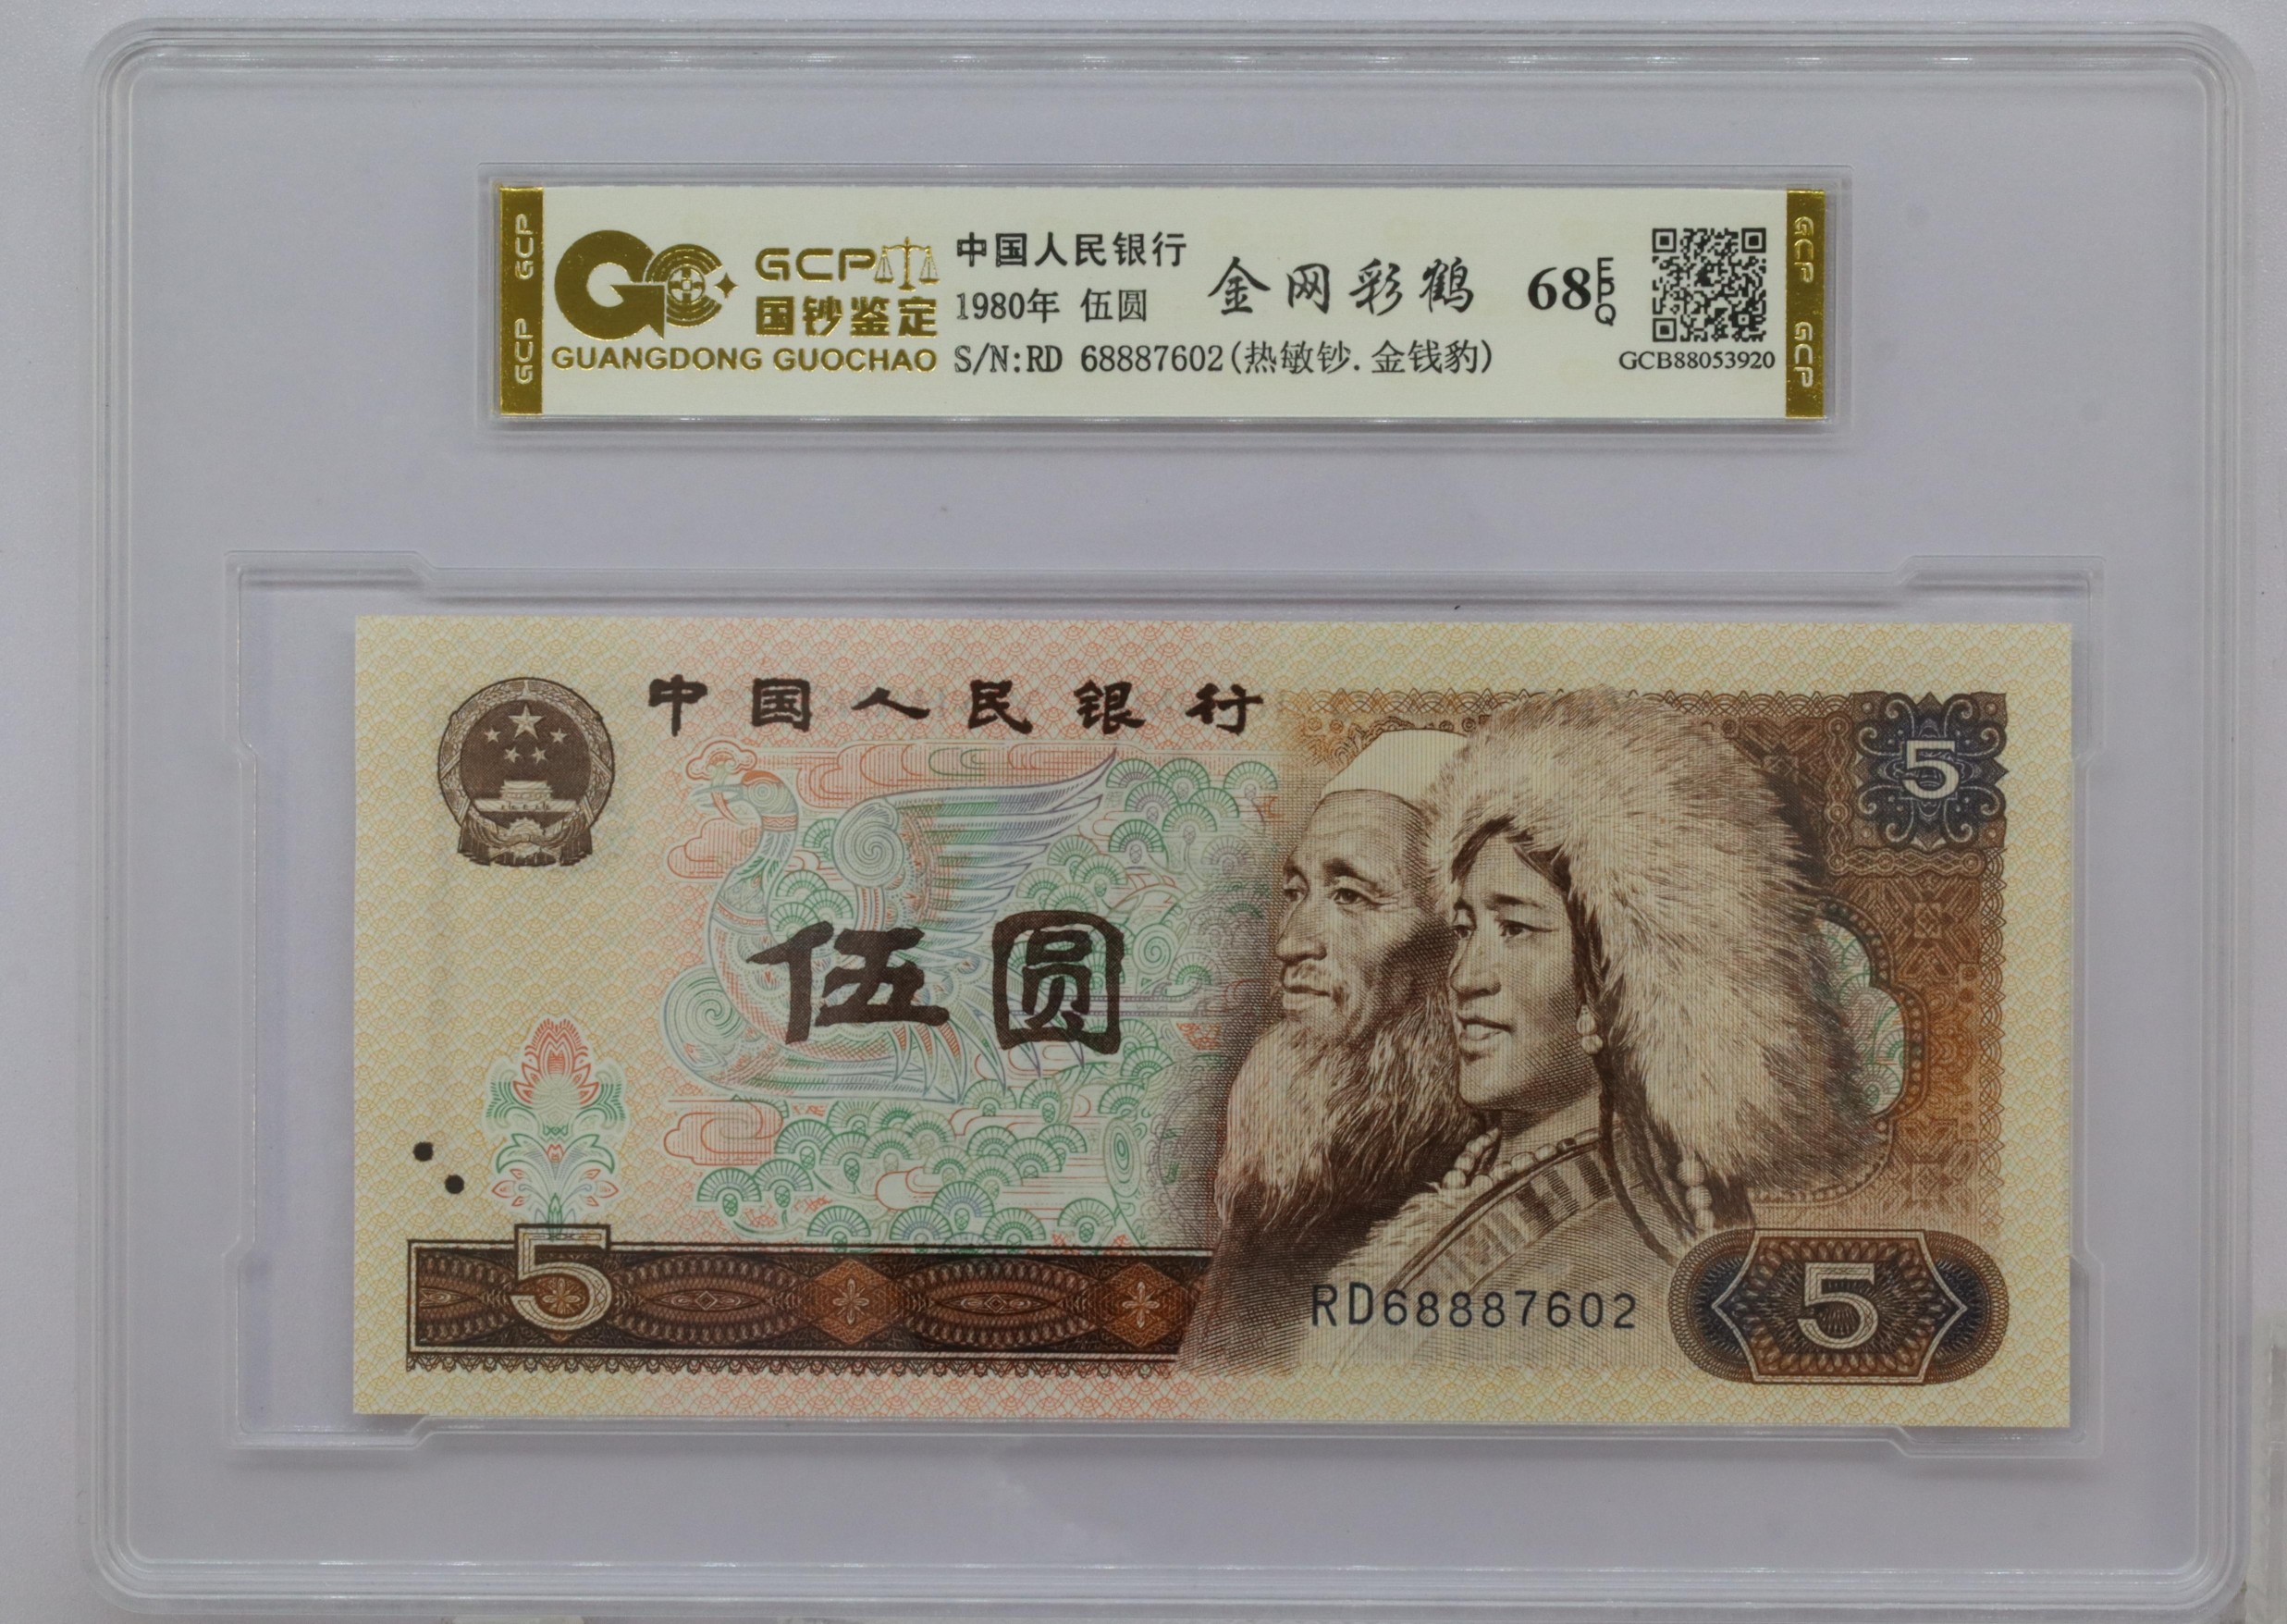 GCP GCP
GCP
国钞鉴定
GUANGDONG GUOCHAO
中国人民银行
1980年 伍圆
S/N:RD 68887602(热敏钞.金钱豹)
金网彩鹤
68 EPQ
GCB88053920
GCP GCP
中国人民银行
5
伍圆
5
RD68887602
5